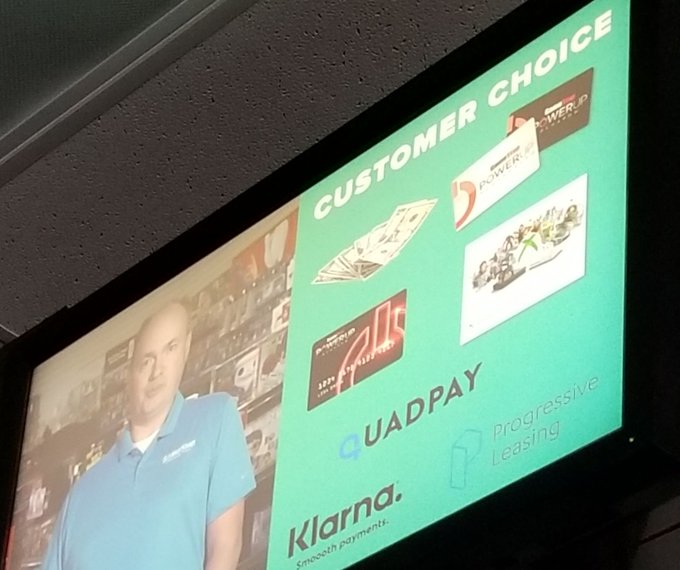 CUSTOMER CHOICE
POWERUP
POWERUP
POWERUP
QUADPAY
Progressive
Leasing
Klarna.
Smoooth payments.